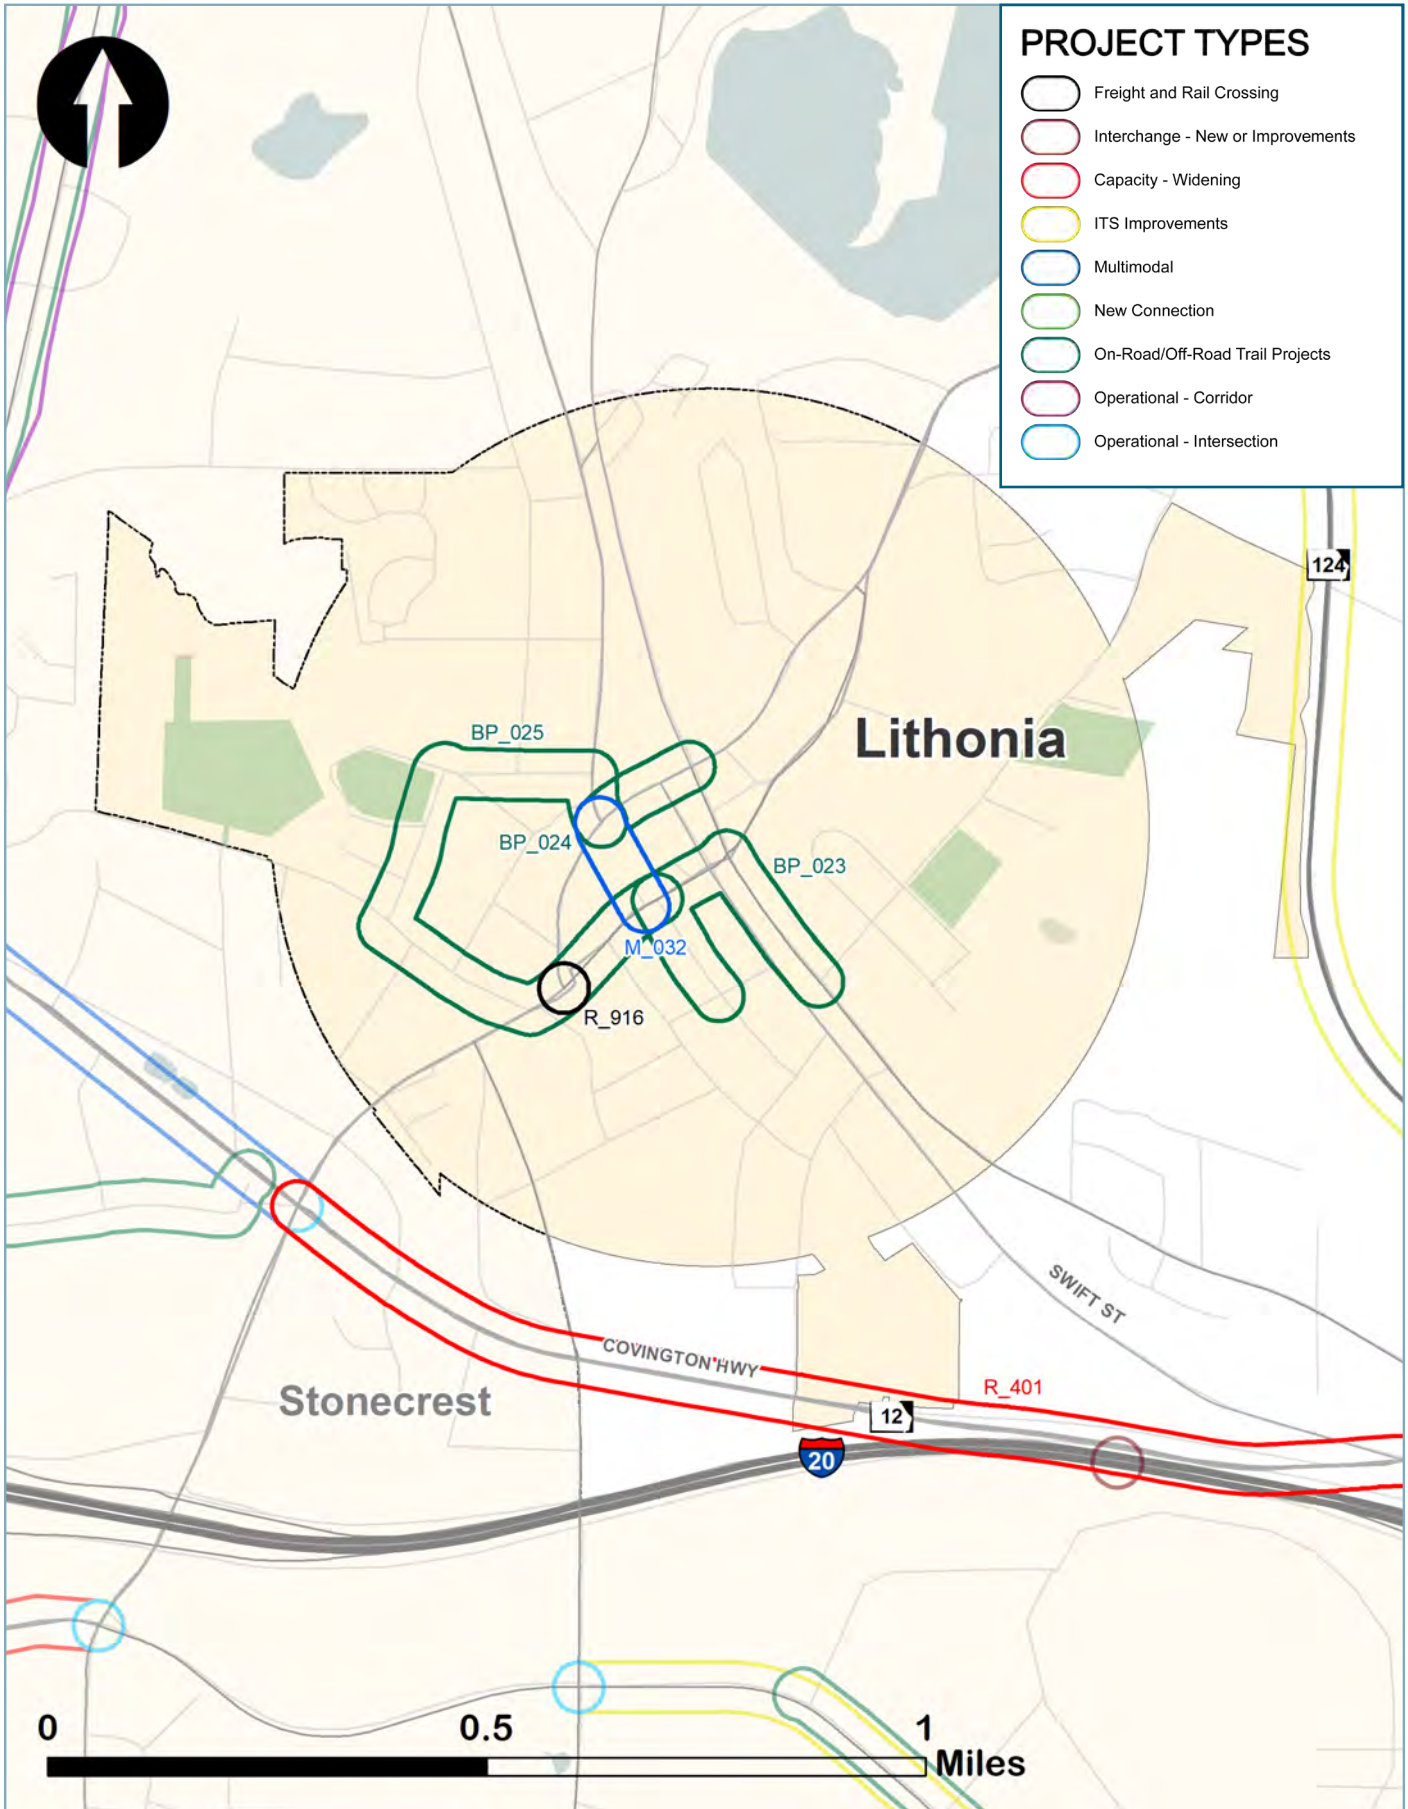 PROJECT TYPES
Freight and Rail Crossing
Interchange - New or Improvements
Capacity - Widening
ITS Improvements
Multimodal
New Connection
On-Road/Off-Road Trail Projects
Operational - Corridor
Operational - Intersection
124
BP_025
Lithonia
BP_024
BP_023
M_032
R_916
SWIFT ST
COVINGTON HWY
R_401
Stonecrest
12
20
0
0.5
1
Miles